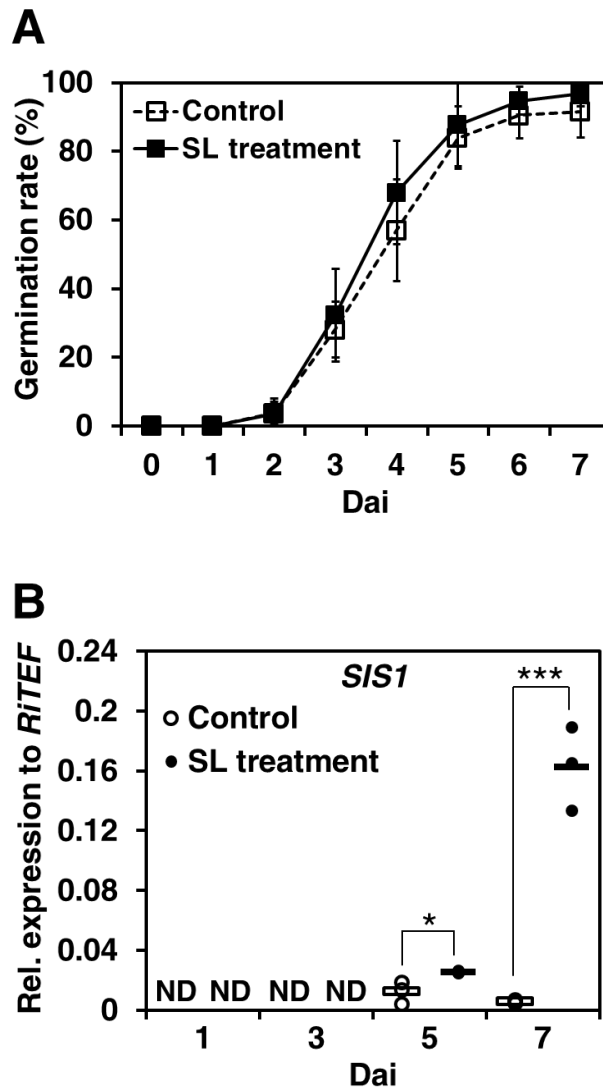 A
Germination rate (%)
100
80
60
40
20
0
Control
SL treatment
0 1 2 3 4 5 6 7
Dai
B
Rel. expression to RiTEF
0.24
0.2
0.16
0.12
0.08
0.04
0
SIS1
Control
SL treatment
***
*
ND ND ND ND
1 3 5 7
Dai